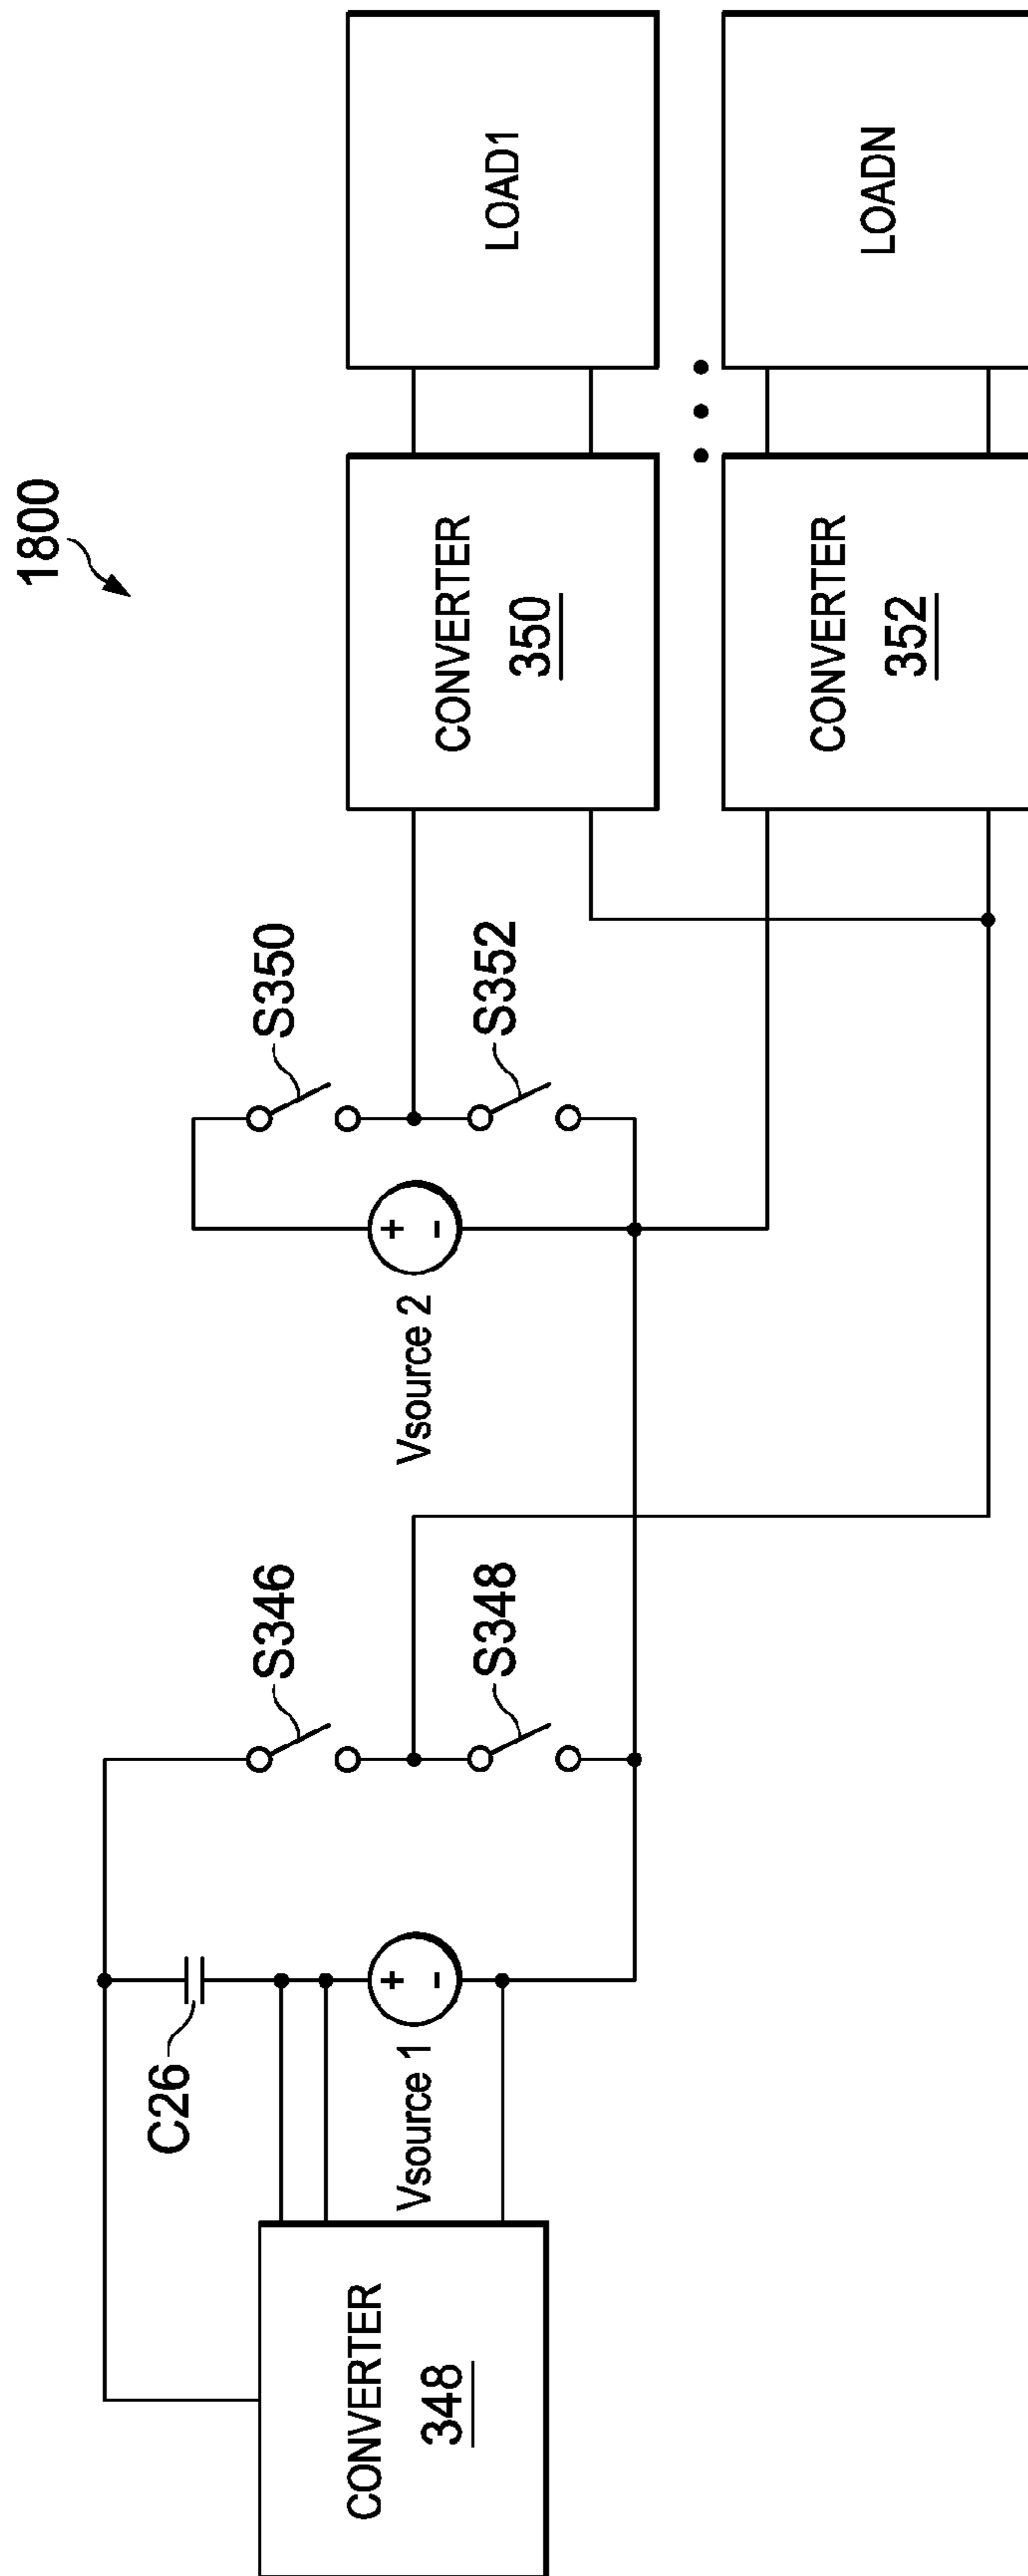 1800
CONVERTER
348
C26
Vsource 1
+
-
S346
S348
Vsource 2
+
-
S350
S352
CONVERTER
350
LOAD1
CONVERTER
352
LOADN